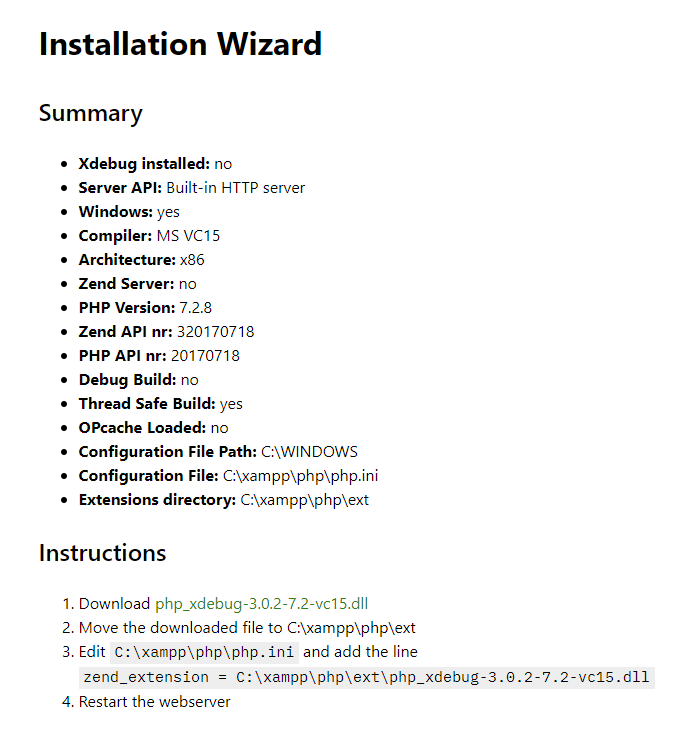 Installation Wizard
Summary
Xdebug installed: no
Server API: Built-in HTTP server
Windows: yes
Compiler: MS VC15
Architecture: x86
Zend Server: no
PHP Version: 7.2.8
Zend API nr: 320170718
PHP API nr: 20170718
Debug Build: no
Thread Safe Build: yes
OPcache Loaded: no
Configuration File Path: C:\WINDOWS
Configuration File: C:\xampp\php\php.ini
Extensions directory: C:\xampp\php\ext
Instructions
1. Download php_xdebug-3.0.2-7.2-vc15.dll
2. Move the downloaded file to C:\xampp\php\ext
3. Edit C:\xampp\php\php.ini and add the line
zend_extension = C:\xampp\php\ext\php_xdebug-3.0.2-7.2-vc15.dll
4. Restart the webserver